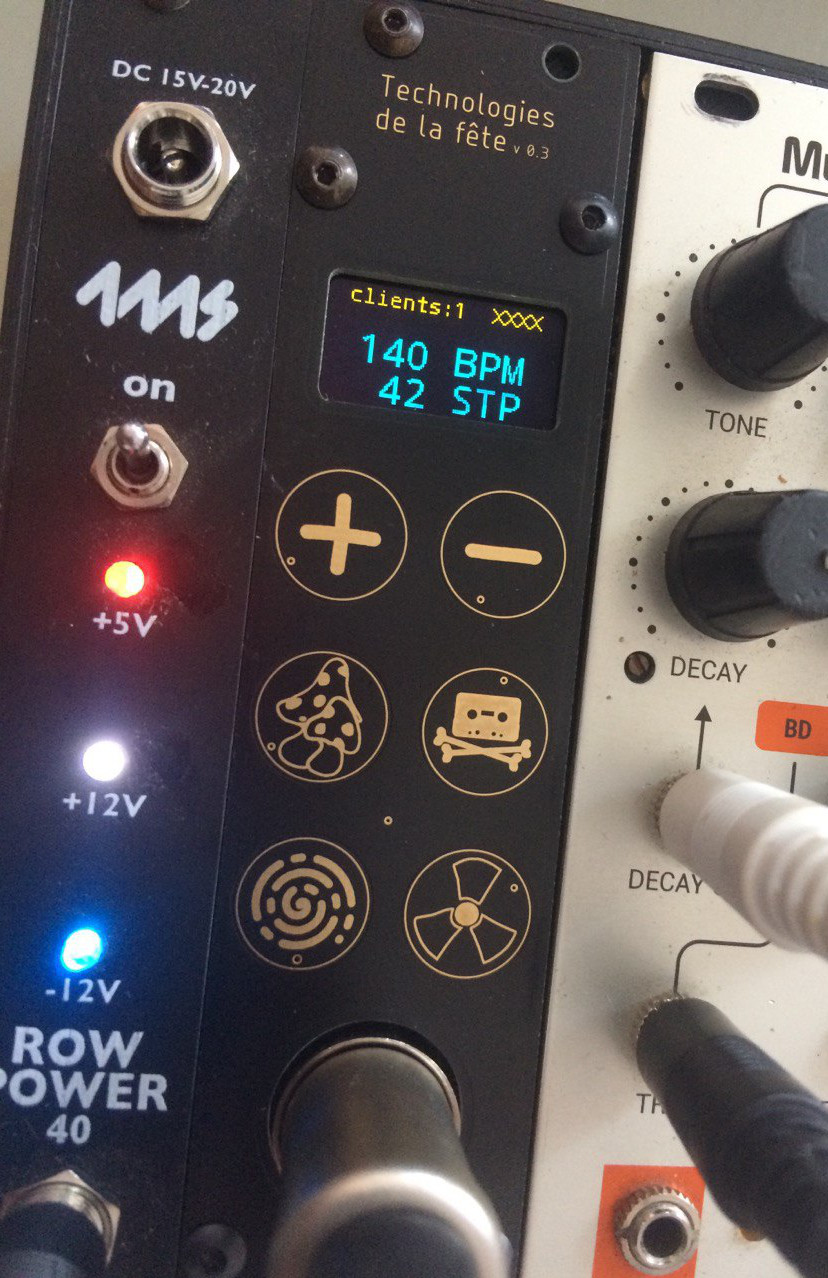 DC 15V-20V
4ms
on
+5V
+12V
-12V
ROW
POWER
40
Technologies
de la fête v 0.3
clients:1 XXXX
140 BPM
42 STP
TONE
DECAY
BD
DECAY